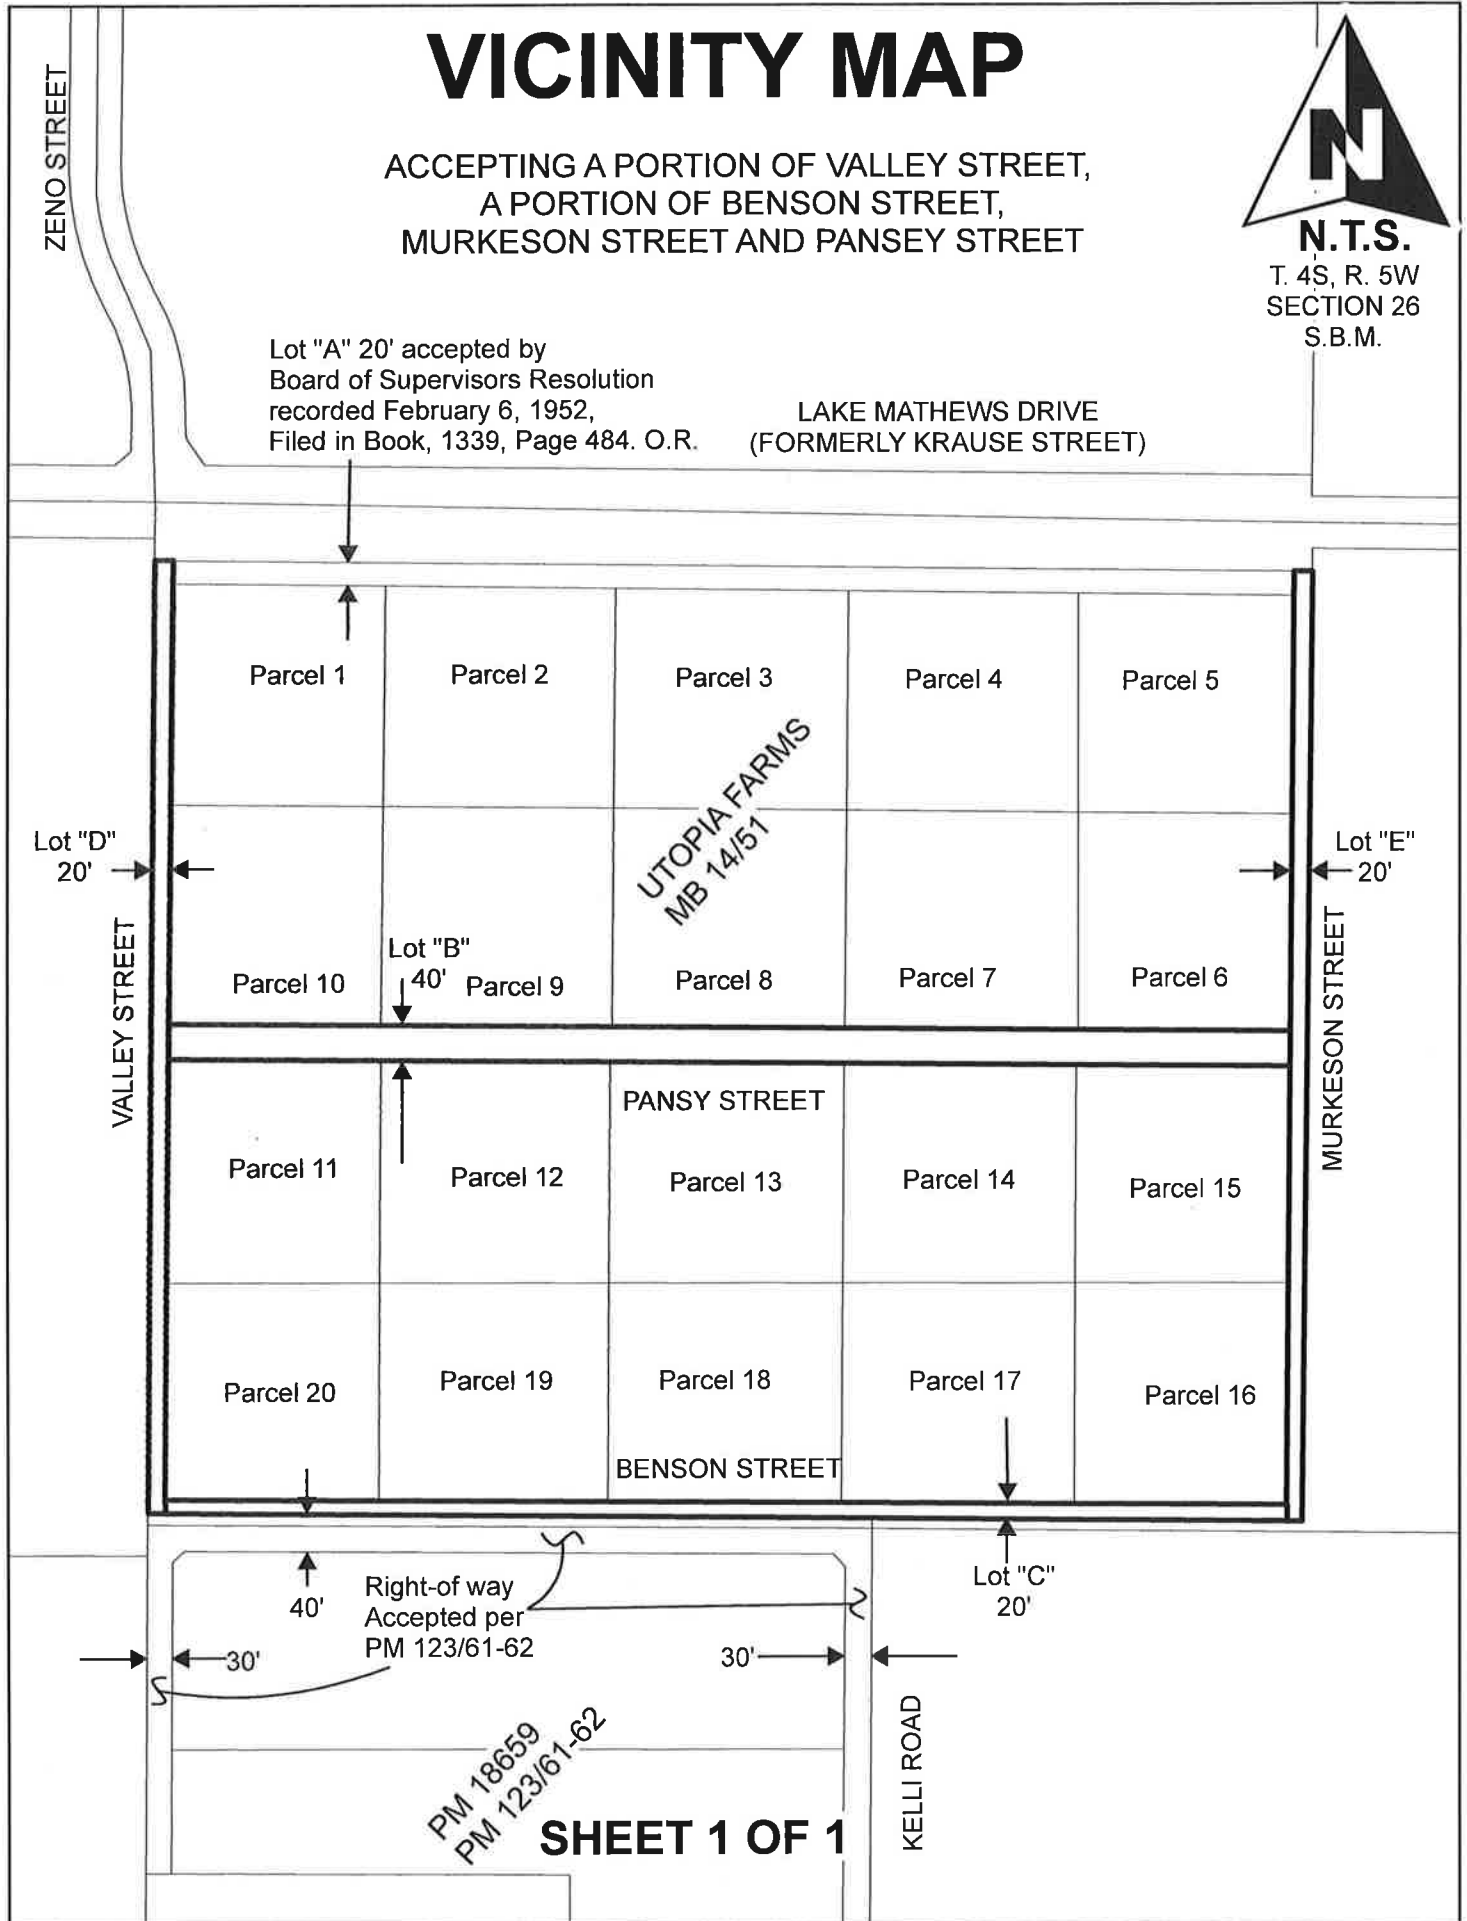 VICINITY MAP
ACCEPTING A PORTION OF VALLEY STREET,
A PORTION OF BENSON STREET,
MURKESON STREET AND PANSEY STREET
N
N.T.S.
T. 4S, R. 5W
SECTION 26
S.B.M.
ZENO STREET
Lot "A" 20' accepted by
Board of Supervisors Resolution
recorded February 6, 1952,
Filed in Book, 1339, Page 484. O.R.
LAKE MATHEWS DRIVE
(FORMERLY KRAUSE STREET)
Parcel 1
Parcel 2
Parcel 3
Parcel 4
Parcel 5
UTOPIA FARMS
MB 14/51
Lot "D"
20'
Lot "E"
20'
VALLEY STREET
MURKESON STREET
Lot "B"
40'
Parcel 10
Parcel 9
Parcel 8
Parcel 7
Parcel 6
PANSY STREET
Parcel 11
Parcel 12
Parcel 13
Parcel 14
Parcel 15
Parcel 20
Parcel 19
Parcel 18
Parcel 17
Parcel 16
BENSON STREET
40'
Right-of way
Accepted per
PM 123/61-62
Lot "C"
20'
30'
30'
KELLI ROAD
PM 18659
PM 123/61-62
SHEET 1 OF 1